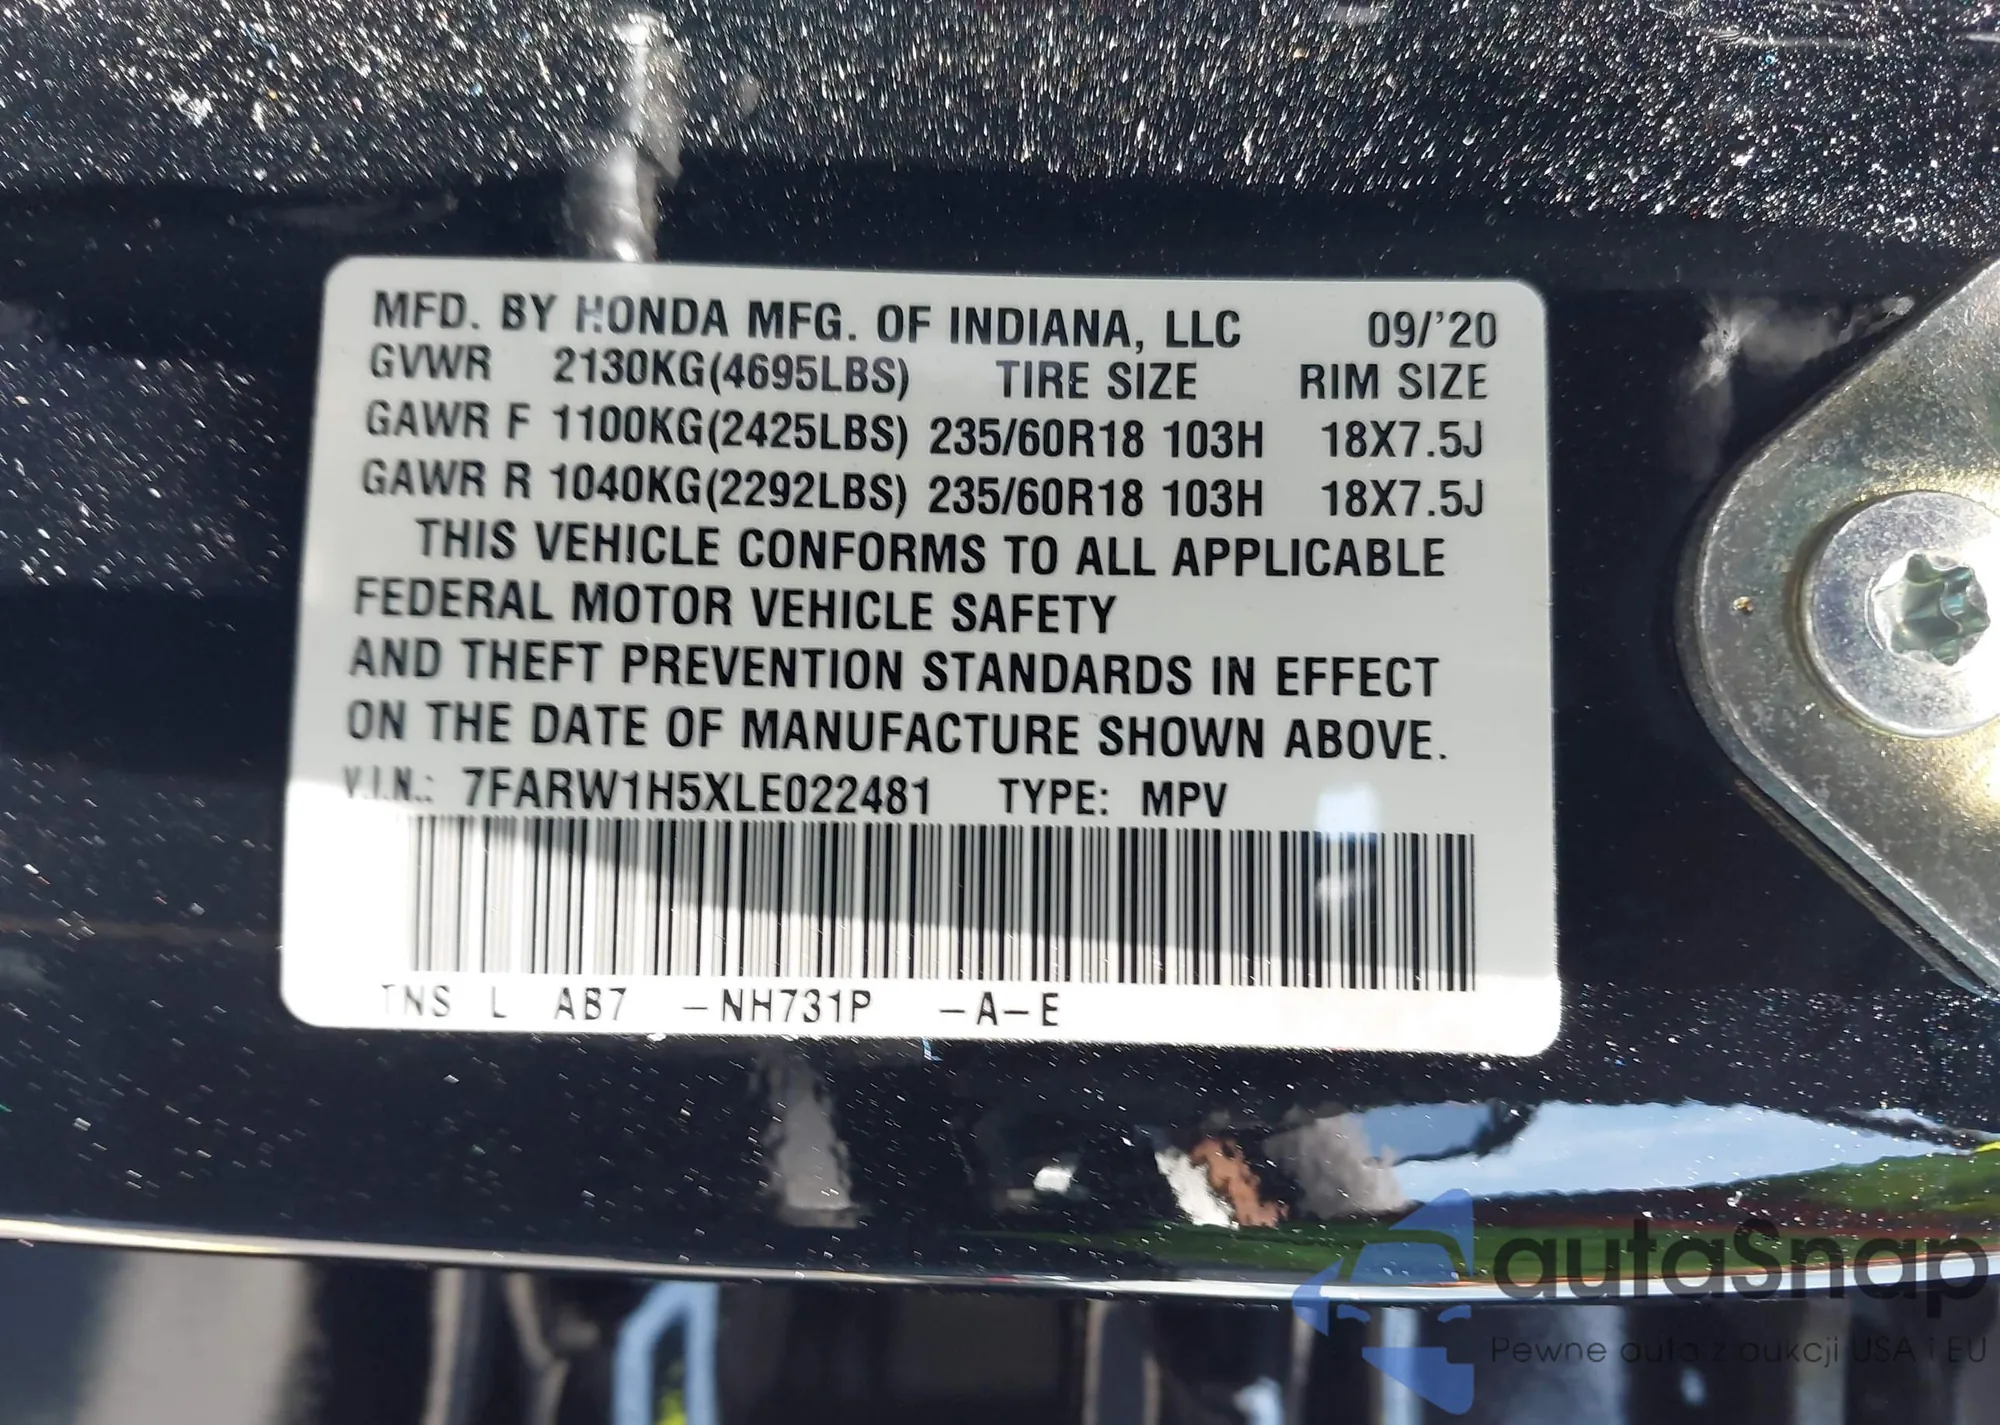 MFD. BY HONDA MFG. OF INDIANA, LLC 09/'20
GVWR 2130KG(4695LBS) TIRE SIZE RIM SIZE
GAWR F 1100KG(2425LBS) 235/60R18 103H 18X7.5J
GAWR R 1040KG(2292LBS) 235/60R18 103H 18X7.5J
THIS VEHICLE CONFORMS TO ALL APPLICABLE
FEDERAL MOTOR VEHICLE SAFETY
AND THEFT PREVENTION STANDARDS IN EFFECT
ON THE DATE OF MANUFACTURE SHOWN ABOVE.
V.I.N.: 7FARW1H5XLE022481 TYPE: MPV
TNS L AB7 -NH731P -A-E
autaSnap
Pewne auta z aukcji USA i EU